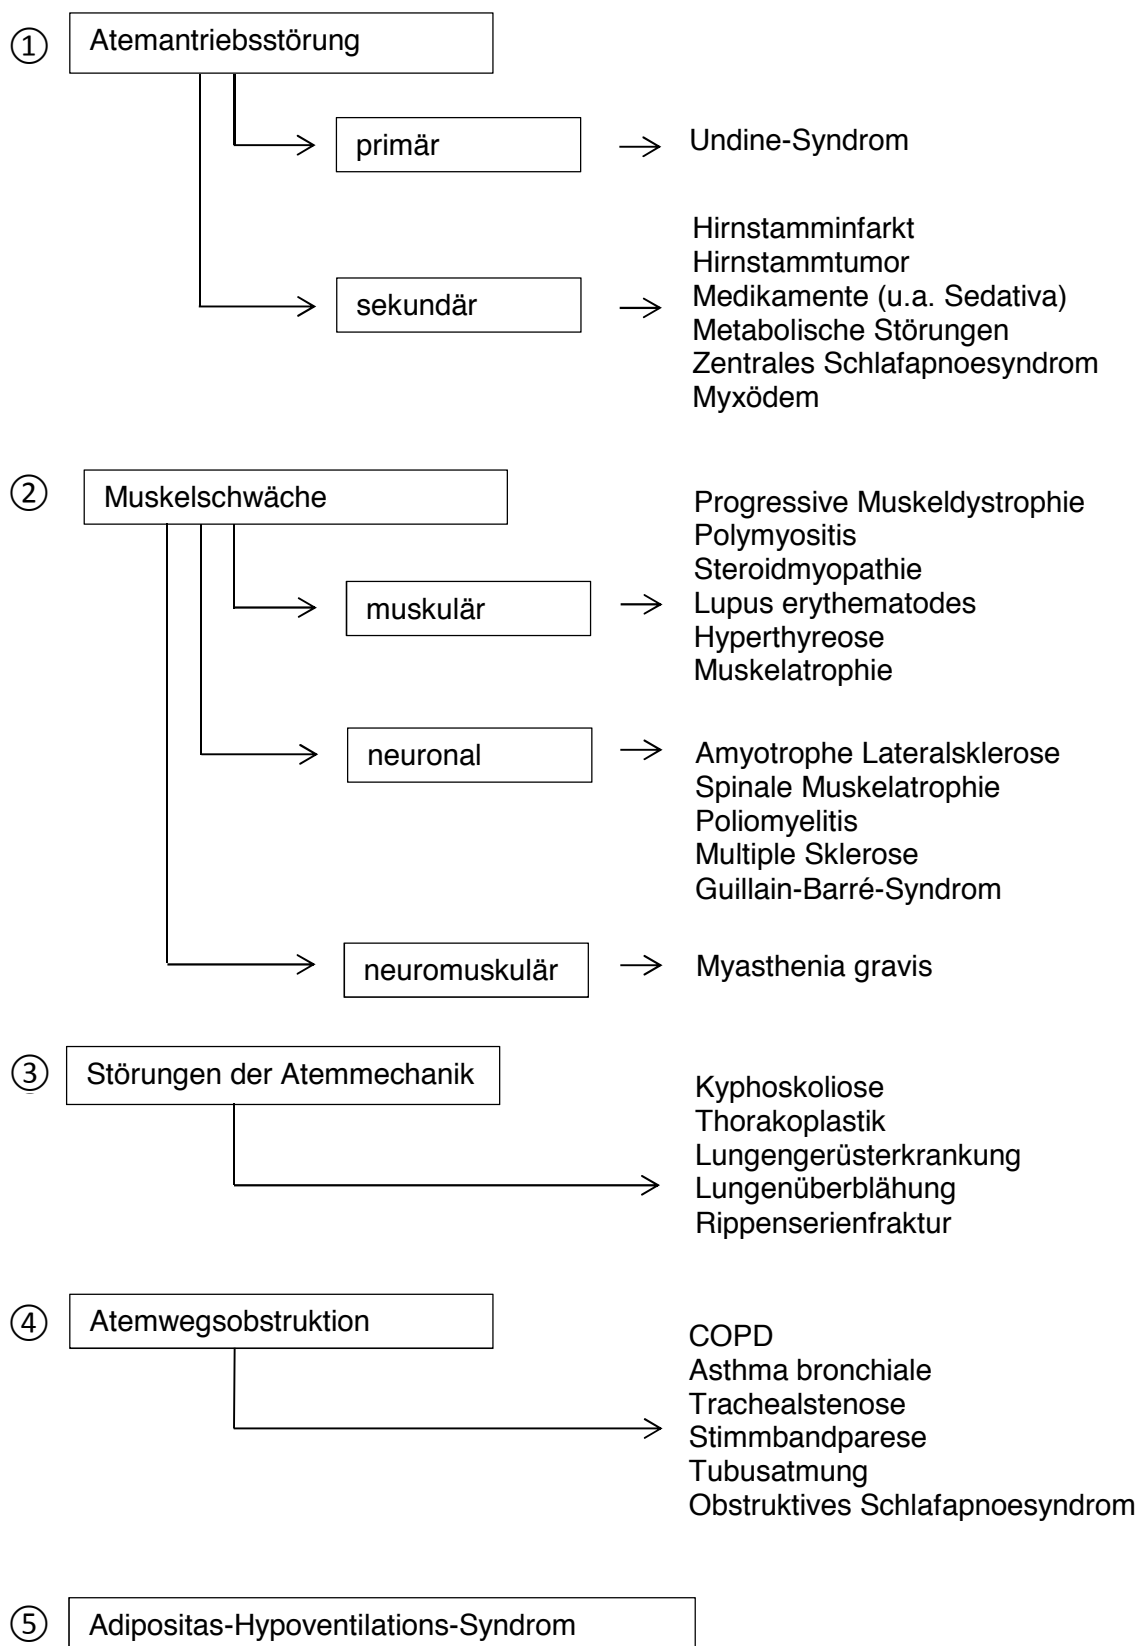 ① Atemantriebsstörung
primär
Undine-Syndrom
Hirnstamminfarkt
Hirnstammtumor
sekundär
Medikamente (u.a. Sedativa)
Metabolische Störungen
Zentrales Schlafapnoesyndrom
Myxödem
② Muskelschwäche
Progressive Muskeldystrophie
Polymyositis
Steroidmyopathie
muskulär
Lupus erythematodes
Hyperthyreose
Muskelatrophie
neuronal
Amyotrophe Lateralsklerose
Spinale Muskelatrophie
Poliomyelitis
Multiple Sklerose
Guillain-Barré-Syndrom
neuromuskulär
Myasthenia gravis
③ Störungen der Atemmechanik
Kyphoskoliose
Thorakoplastik
Lungengerüsterkrankung
Lungenüberblähung
Rippenserienfraktur
④ Atemwegsobstruktion
COPD
Asthma bronchiale
Trachealstenose
Stimmbandparese
Tubusatmung
Obstruktives Schlafapnoesyndrom
⑤ Adipositas-Hypoventilations-Syndrom